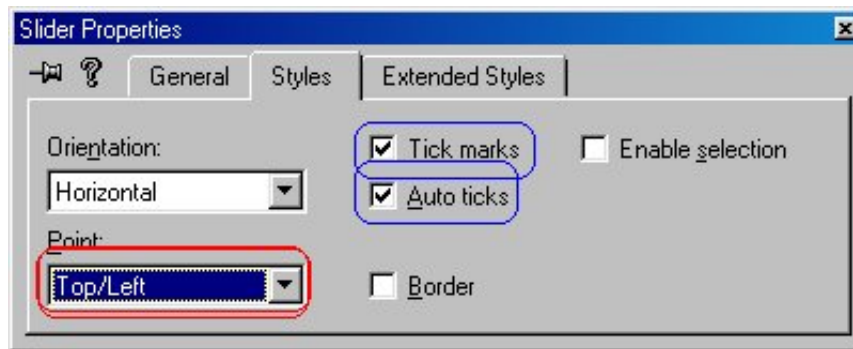 Slider Properties
General Styles Extended Styles
Orientation: Tick marks Enable selection
Horizontal Auto ticks
Point:
Top/Left Border